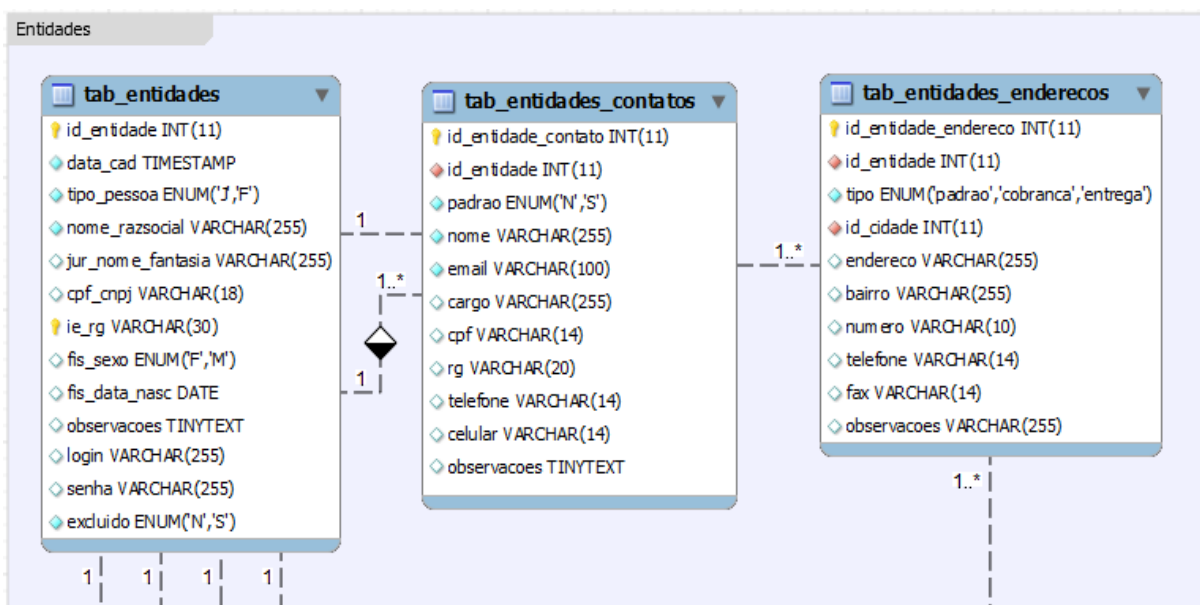 Entidades
tab_entidades
id_entidade INT(11)
data_cad TIMESTAMP
tipo_pessoa ENUM('J','F')
nome_razsocial VARCHAR(255)
jur_nome_fantasia VARCHAR(255)
cpf_cnpj VARCHAR(18)
ie_rg VARCHAR(30)
fis_sexo ENUM('F','M')
fis_data_nasc DATE
observacoes TINYTEXT
login VARCHAR(255)
senha VARCHAR(255)
excluido ENUM('N','S')
1
1..*
1
tab_entidades_contatos
id_entidade_contato INT(11)
id_entidade INT(11)
padrao ENUM('N','S')
nome VARCHAR(255)
email VARCHAR(100)
cargo VARCHAR(255)
cpf VARCHAR(14)
rg VARCHAR(20)
telefone VARCHAR(14)
celular VARCHAR(14)
observacoes TINYTEXT
1..*
tab_entidades_enderecos
id_entidade_endereco INT(11)
id_entidade INT(11)
tipo ENUM('padrao','cobranca','entrega')
id_cidade INT(11)
endereco VARCHAR(255)
bairro VARCHAR(255)
numero VARCHAR(10)
telefone VARCHAR(14)
fax VARCHAR(14)
observacoes VARCHAR(255)
1..*
1 1 1 1